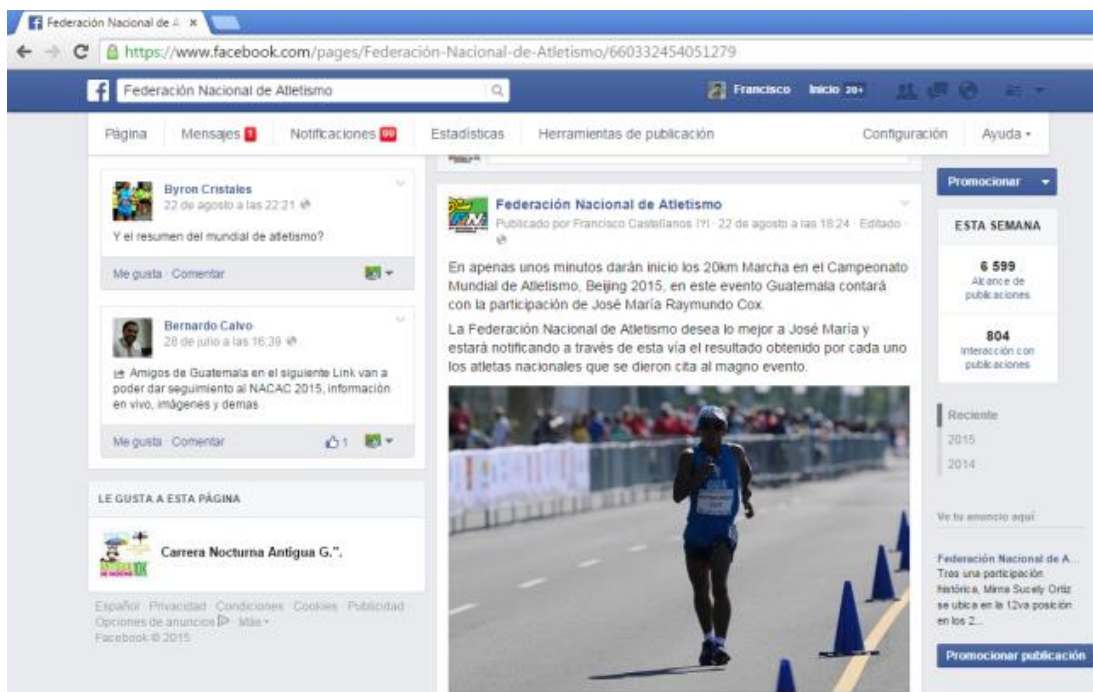 Federación Nacional de A
https://www.facebook.com/pages/Federación-Nacional-de-Atletismo/660332454051279
Federación Nacional de Atletismo
Francisco Inicio 20+
Página Mensajes 1 Notificaciones 99 Estadísticas Herramientas de publicación Configuración Ayuda
Byron Cristales
22 de agosto a las 22:21
Y el resumen del mundial de atletismo?
Me gusta · Comentar
Bernardo Calvo
28 de julio a las 16:39
Amigos de Guatemala en el siguiente Link van a
poder dar seguimiento al NACAC 2015, información
en vivo, imágenes y demas
Me gusta · Comentar 1
LE GUSTA A ESTA PÁGINA
Carrera Nocturna Antigua G.".
Español · Privacidad · Condiciones · Cookies · Publicidad ·
Opciones de anuncios · Más
Facebook © 2015
Federación Nacional de Atletismo
Publicado por Francisco Castellanos [?] · 22 de agosto a las 18:24 · Editado ·
En apenas unos minutos darán inicio los 20km Marcha en el Campeonato
Mundial de Atletismo, Beijing 2015, en este evento Guatemala contará
con la participación de José María Raymundo Cox.
La Federación Nacional de Atletismo desea lo mejor a José María y
estará notificando a través de esta vía el resultado obtenido por cada uno
los atletas nacionales que se dieron cita al magno evento.
Promocionar
ESTA SEMANA
6 599
Alcance de
publicaciones
804
Interacción con
publicaciones
Reciente
2015
2014
Ve tu anuncio aquí
Federación Nacional de A...
Tras una participación
histórica, Mirna Sucely Ortiz
se ubica en la 12va posición
en los 2...
Promocionar publicación